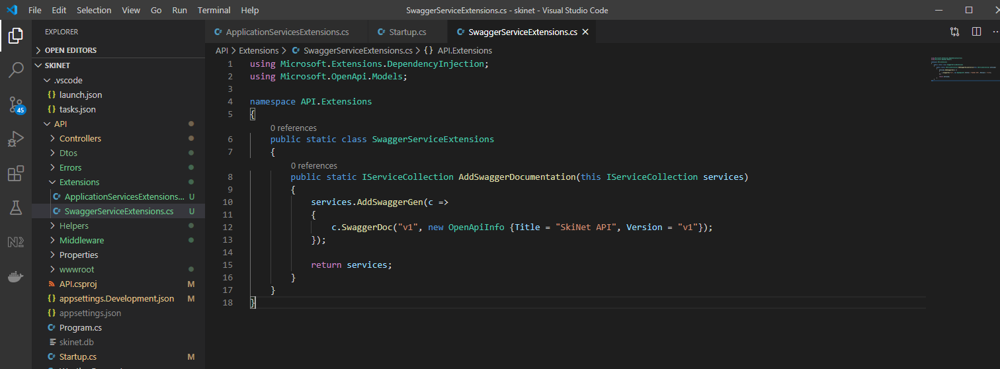 File Edit Selection View Go Run Terminal Help SwaggerServiceExtensions.cs - skinet - Visual Studio Code
EXPLORER
OPEN EDITORS
SKINET
.vscode
{} launch.json
{} tasks.json
API
Controllers
Dtos
Errors
Extensions
C# ApplicationServicesExtensions... U
C# SwaggerServiceExtensions.cs U
Helpers
Middleware
Properties
wwwroot
API.csproj M
{} appsettings.Development.json M
{} appsettings.json
C# Program.cs
skinet.db
C# Startup.cs M
45
C# ApplicationServicesExtensions.cs C# Startup.cs C# SwaggerServiceExtensions.cs
API > Extensions > C# SwaggerServiceExtensions.cs > {} API.Extensions
1 using Microsoft.Extensions.DependencyInjection;
2 using Microsoft.OpenApi.Models;
3
4 namespace API.Extensions
5 {
0 references
6 public static class SwaggerServiceExtensions
7 {
0 references
8 public static IServiceCollection AddSwaggerDocumentation(this IServiceCollection services)
9 {
10 services.AddSwaggerGen(c =>
11 {
12 c.SwaggerDoc("v1", new OpenApiInfo {Title = "SkiNet API", Version = "v1"});
13 });
14
15 return services;
16 }
17 }
18 }